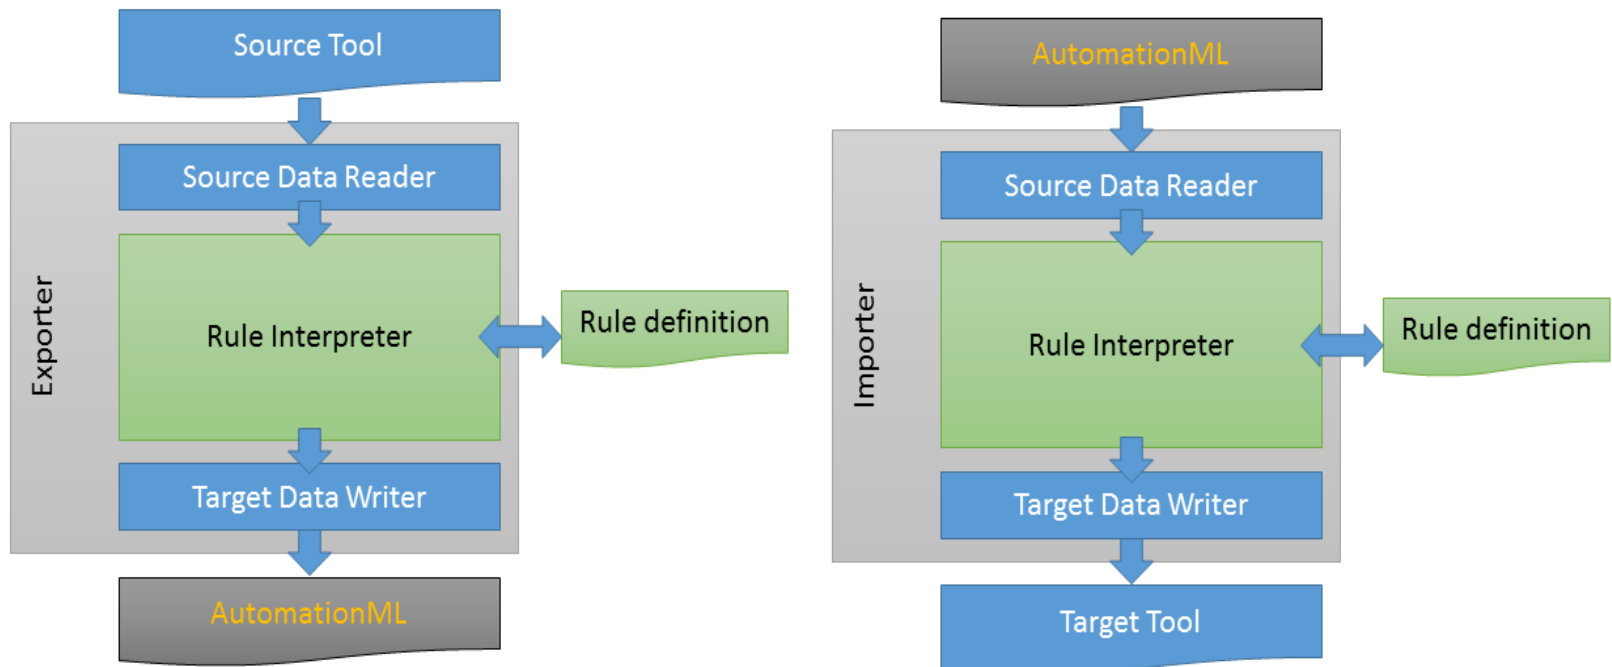 Source Tool
Source Data Reader
Exporter
Rule Interpreter
Rule definition
Target Data Writer
AutomationML
AutomationML
Source Data Reader
Importer
Rule Interpreter
Rule definition
Target Data Writer
Target Tool